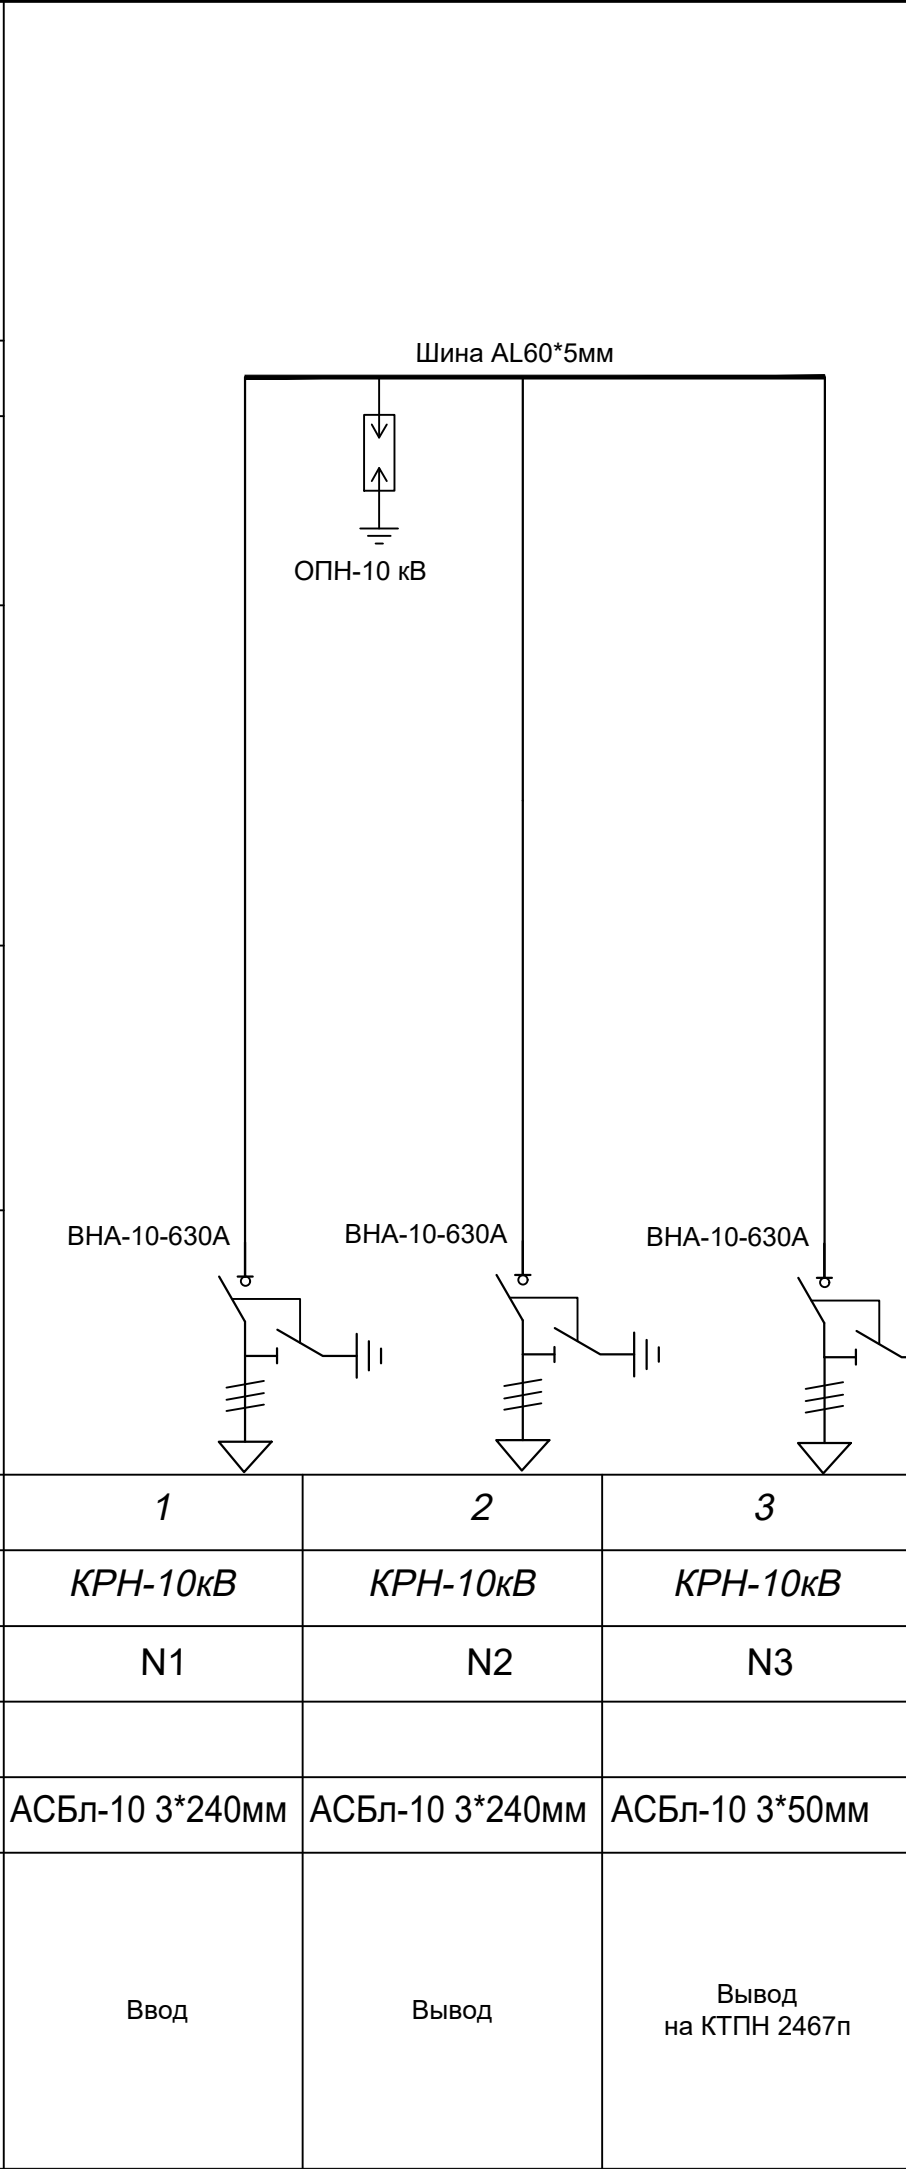 Шина AL60*5мм
ОПН-10 кВ
ВНА-10-630А
ВНА-10-630А
ВНА-10-630А
1
2
3
КРН-10кВ
КРН-10кВ
КРН-10кВ
N1
N2
N3
АСБл-10 3*240мм
АСБл-10 3*240мм
АСБл-10 3*50мм
Ввод
Вывод
Вывод
на КТПН 2467п